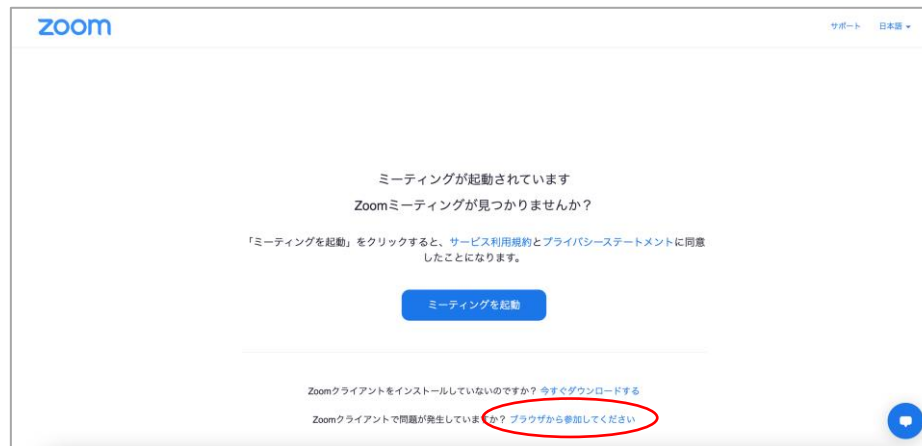 zoom
サポート 日本語
ミーティングが起動されています
Zoomミーティングが見つかりませんか？
「ミーティングを起動」をクリックすると、サービス利用規約とプライバシーステートメントに同意
したことになります。
ミーティングを起動
Zoomクライアントをインストールしていないのですか？ 今すぐダウンロードする
Zoomクライアントで問題が発生していますか？ ブラウザから参加してください